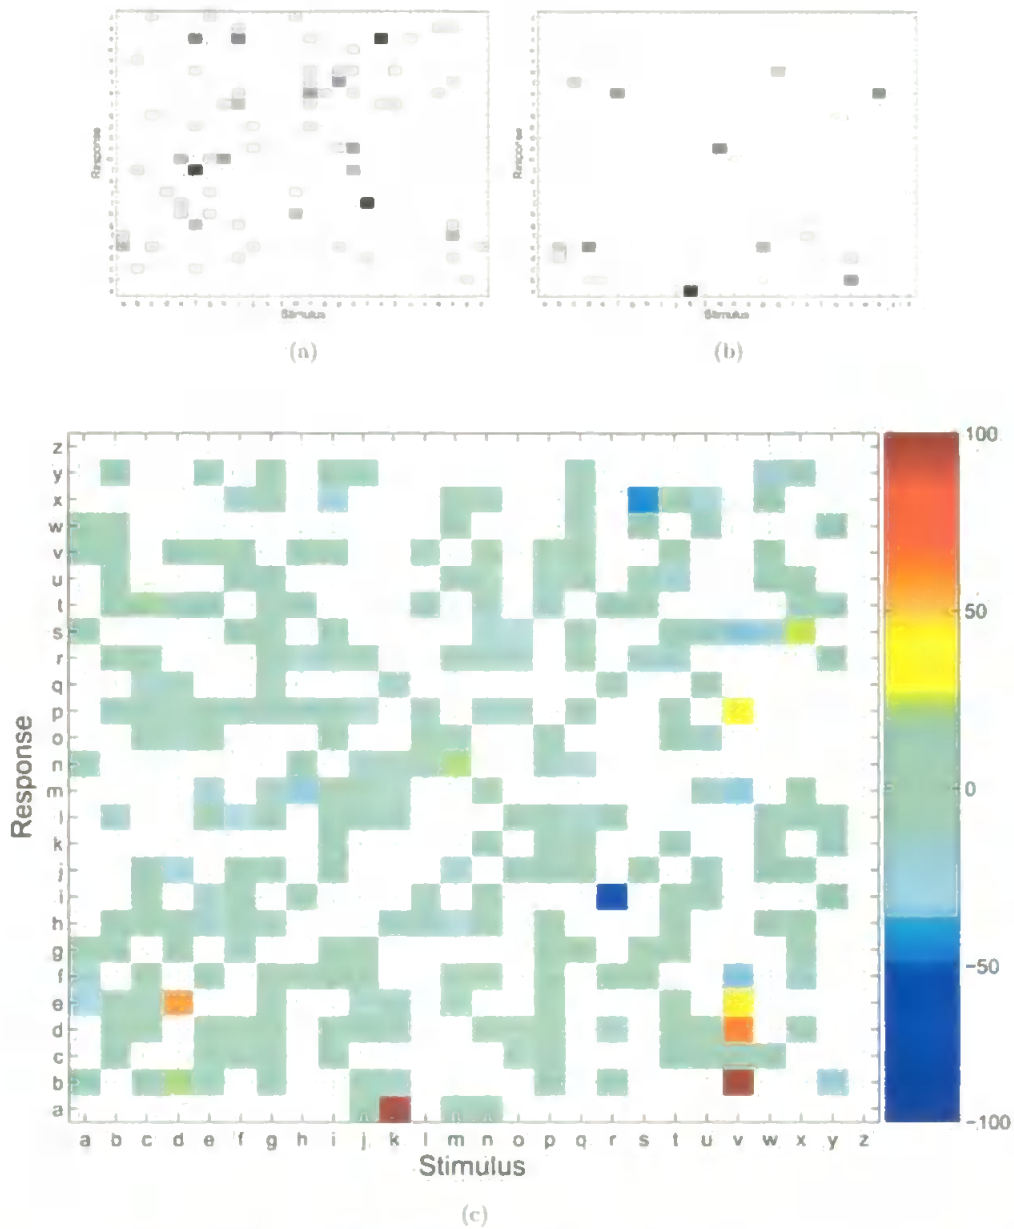 Response
Stimulus
(a)
Response
Stimulus
(b)
z
y
x
w
v
u
t
s
r
q
p
o
n
m
l
k
j
i
h
g
f
e
d
c
b
a
a b c d e f g h i j k l m n o p q r s t u v w x y z
Response
Stimulus
100
50
0
-50
-100
(c)